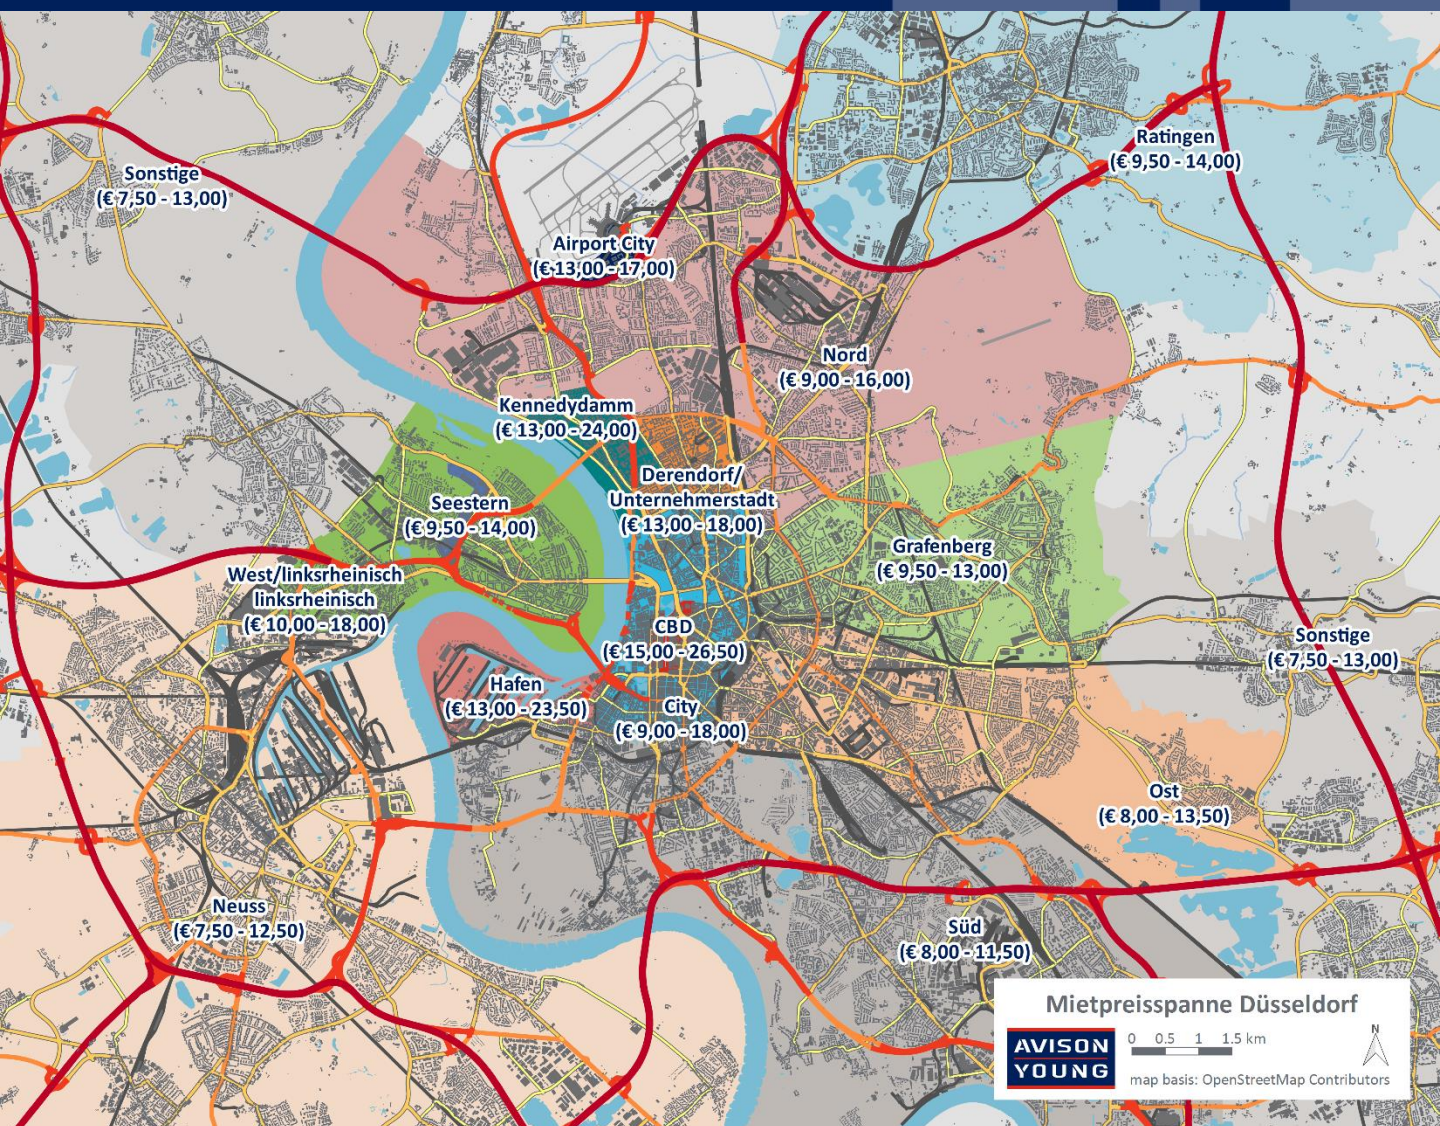 Ratingen
(€ 9,50 - 14,00)
Sonstige
(€ 7,50 - 13,00)
Airport City
(€ 13,00 - 17,00)
Nord
(€ 9,00 - 16,00)
Kennedydamm
(€ 13,00 - 24,00)
Derendorf/
Unternehmerstadt
(€ 13,00 - 18,00)
Seestern
(€ 9,50 - 14,00)
Grafenberg
(€ 9,50 - 13,00)
West/linksrheinisch
linksrheinisch
(€ 10,00 - 18,00)
CBD
(€ 15,00 - 26,50)
Sonstige
(€ 7,50 - 13,00)
Hafen
(€ 13,00 - 23,50)
City
(€ 9,00 - 18,00)
Ost
(€ 8,00 - 13,50)
Neuss
(€ 7,50 - 12,50)
Süd
(€ 8,00 - 11,50)
Mietpreisspanne Düsseldorf
AVISON
YOUNG
0 0.5 1 1.5 km
N
map basis: OpenStreetMap Contributors